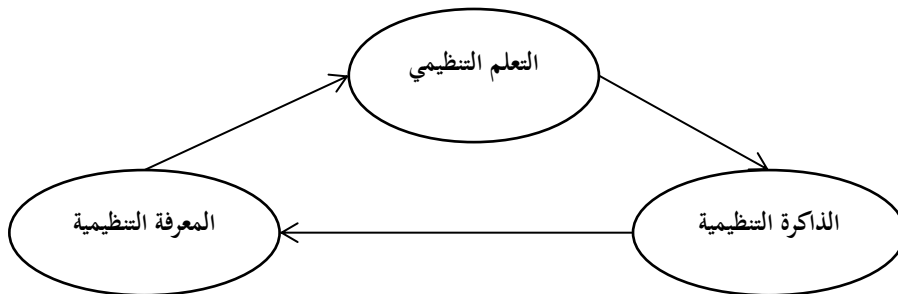 التعلم التنظيمي
الذاكرة التنظيمية
المعرفة التنظيمية